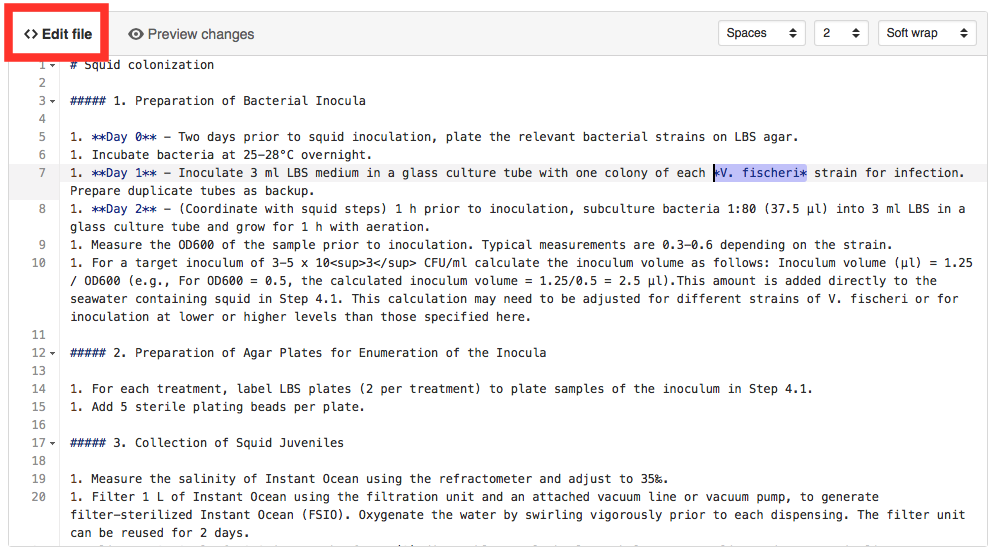 <> Edit file
Preview changes
Spaces
2
Soft wrap
1 # Squid colonization
2
3 ##### 1. Preparation of Bacterial Inocula
4
5 1. **Day 0** – Two days prior to squid inoculation, plate the relevant bacterial strains on LBS agar.
6 1. Incubate bacteria at 25–28°C overnight.
7 1. **Day 1** – Inoculate 3 ml LBS medium in a glass culture tube with one colony of each *V. fischeri* strain for infection.
Prepare duplicate tubes as backup.
8 1. **Day 2** – (Coordinate with squid steps) 1 h prior to inoculation, subculture bacteria 1:80 (37.5 µl) into 3 ml LBS in a
glass culture tube and grow for 1 h with aeration.
9 1. Measure the OD600 of the sample prior to inoculation. Typical measurements are 0.3-0.6 depending on the strain.
10 1. For a target inoculum of 3-5 x 10<sup>3</sup> CFU/ml calculate the inoculum volume as follows: Inoculum volume (µl) = 1.25
/ OD600 (e.g., For OD600 = 0.5, the calculated inoculum volume = 1.25/0.5 = 2.5 µl).This amount is added directly to the
seawater containing squid in Step 4.1. This calculation may need to be adjusted for different strains of V. fischeri or for
inoculation at lower or higher levels than those specified here.
11
12 ##### 2. Preparation of Agar Plates for Enumeration of the Inocula
13
14 1. For each treatment, label LBS plates (2 per treatment) to plate samples of the inoculum in Step 4.1.
15 1. Add 5 sterile plating beads per plate.
16
17 ##### 3. Collection of Squid Juveniles
18
19 1. Measure the salinity of Instant Ocean using the refractometer and adjust to 35‰.
20 1. Filter 1 L of Instant Ocean using the filtration unit and an attached vacuum line or vacuum pump, to generate
filter-sterilized Instant Ocean (FSIO). Oxygenate the water by swirling vigorously prior to each dispensing. The filter unit
can be reused for 2 days.